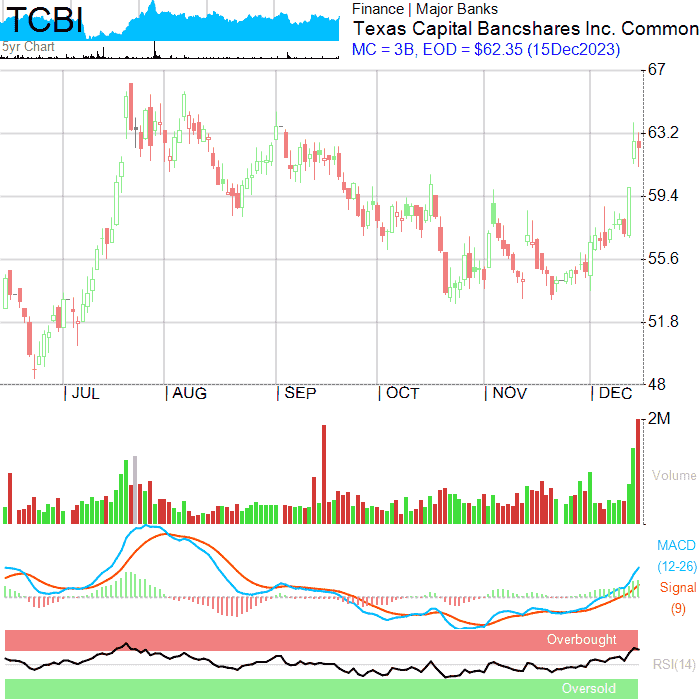 TCBI
5yr Chart
Finance | Major Banks
Texas Capital Bancshares Inc. Common
MC = 3B, EOD = $62.35 (15Dec2023)
67
63.2
59.4
55.6
51.8
48
| JUL | AUG | SEP | OCT | NOV | DEC
2M
Volume
MACD
(12-26)
Signal
(9)
Overbought
RSI(14)
Oversold